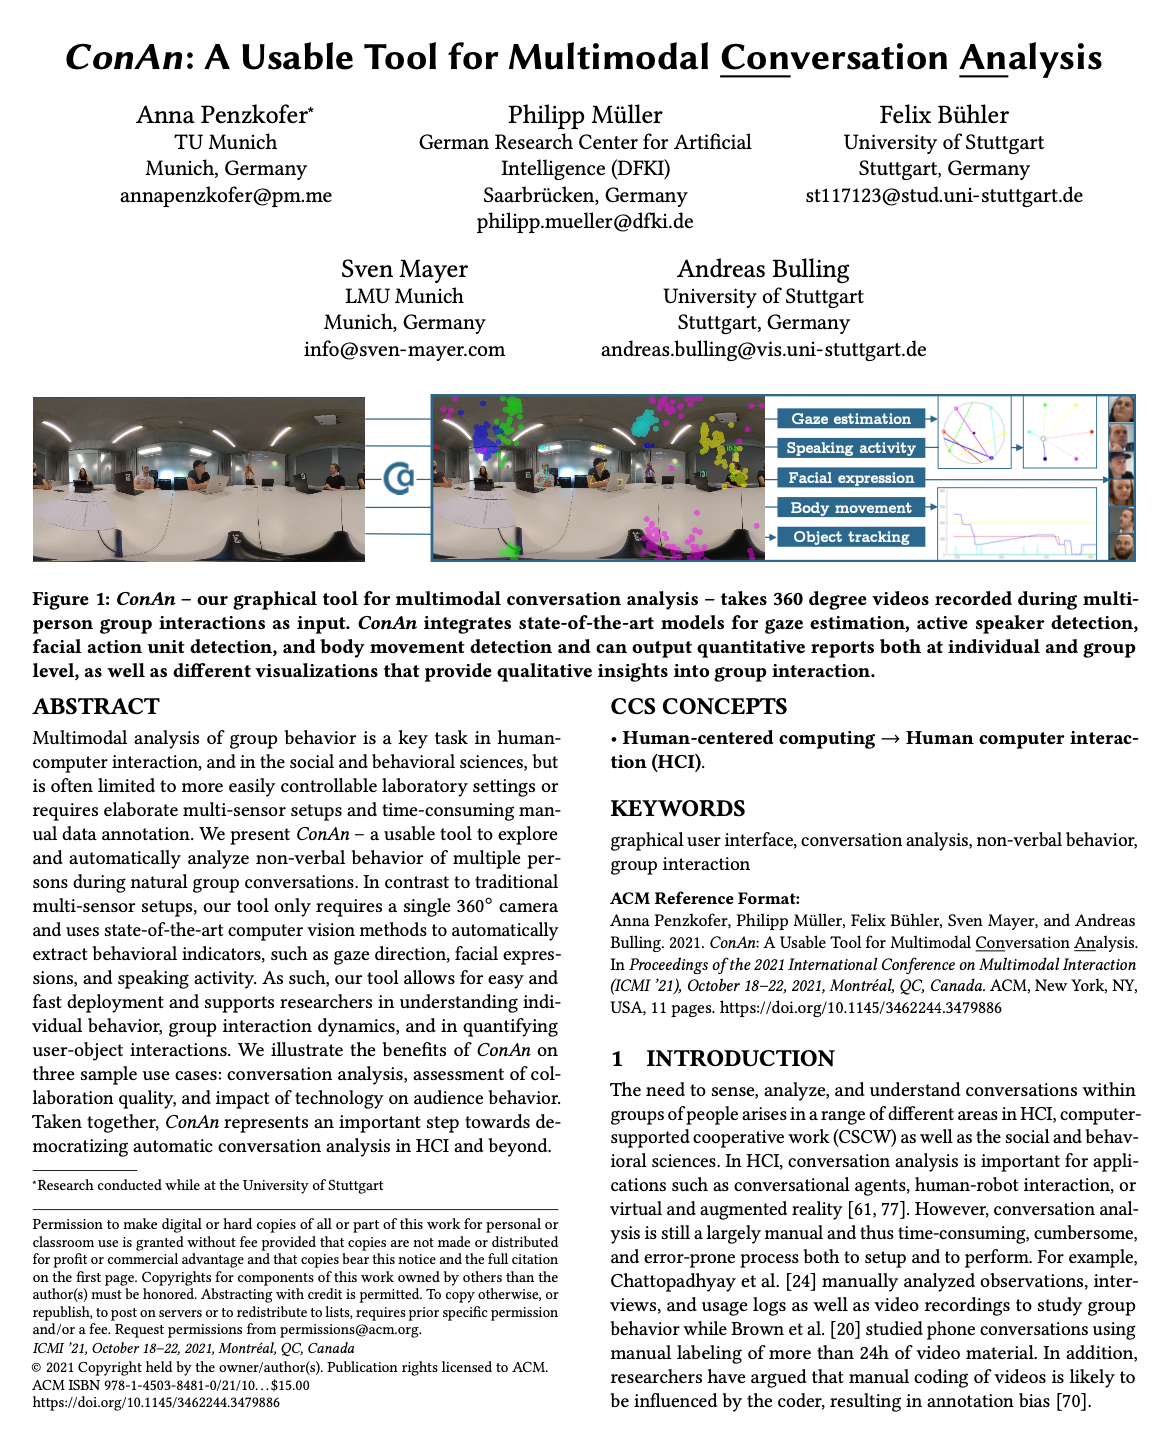 ConAn: A Usable Tool for Multimodal Conversation Analysis
Anna Penzkofer*
TU Munich
Munich, Germany
annapenzkofer@pm.me
Philipp Müller
German Research Center for Artificial
Intelligence (DFKI)
Saarbrücken, Germany
philipp.mueller@dfki.de
Felix Bühler
University of Stuttgart
Stuttgart, Germany
st117123@stud.uni-stuttgart.de
Sven Mayer
LMU Munich
Munich, Germany
info@sven-mayer.com
Andreas Bulling
University of Stuttgart
Stuttgart, Germany
andreas.bulling@vis.uni-stuttgart.de
Gaze estimation
Speaking activity
Facial expression
Body movement
Object tracking
Figure 1: ConAn – our graphical tool for multimodal conversation analysis – takes 360 degree videos recorded during multi-
person group interactions as input. ConAn integrates state-of-the-art models for gaze estimation, active speaker detection,
facial action unit detection, and body movement detection and can output quantitative reports both at individual and group
level, as well as different visualizations that provide qualitative insights into group interaction.
ABSTRACT
Multimodal analysis of group behavior is a key task in human-
computer interaction, and in the social and behavioral sciences, but
is often limited to more easily controllable laboratory settings or
requires elaborate multi-sensor setups and time-consuming man-
ual data annotation. We present ConAn – a usable tool to explore
and automatically analyze non-verbal behavior of multiple per-
sons during natural group conversations. In contrast to traditional
multi-sensor setups, our tool only requires a single 360° camera
and uses state-of-the-art computer vision methods to automatically
extract behavioral indicators, such as gaze direction, facial expres-
sions, and speaking activity. As such, our tool allows for easy and
fast deployment and supports researchers in understanding indi-
vidual behavior, group interaction dynamics, and in quantifying
user-object interactions. We illustrate the benefits of ConAn on
three sample use cases: conversation analysis, assessment of col-
laboration quality, and impact of technology on audience behavior.
Taken together, ConAn represents an important step towards de-
mocratizing automatic conversation analysis in HCI and beyond.
*Research conducted while at the University of Stuttgart
Permission to make digital or hard copies of all or part of this work for personal or
classroom use is granted without fee provided that copies are not made or distributed
for profit or commercial advantage and that copies bear this notice and the full citation
on the first page. Copyrights for components of this work owned by others than the
author(s) must be honored. Abstracting with credit is permitted. To copy otherwise, or
republish, to post on servers or to redistribute to lists, requires prior specific permission
and/or a fee. Request permissions from permissions@acm.org.
ICMI '21, October 18–22, 2021, Montréal, QC, Canada
© 2021 Copyright held by the owner/author(s). Publication rights licensed to ACM.
ACM ISBN 978-1-4503-8481-0/21/10...$15.00
https://doi.org/10.1145/3462244.3479886
CCS CONCEPTS
• Human-centered computing → Human computer interac-
tion (HCI).
KEYWORDS
graphical user interface, conversation analysis, non-verbal behavior,
group interaction
ACM Reference Format:
Anna Penzkofer, Philipp Müller, Felix Bühler, Sven Mayer, and Andreas
Bulling. 2021. ConAn: A Usable Tool for Multimodal Conversation Analysis.
In Proceedings of the 2021 International Conference on Multimodal Interaction
(ICMI '21), October 18–22, 2021, Montréal, QC, Canada. ACM, New York, NY,
USA, 11 pages. https://doi.org/10.1145/3462244.3479886
1 INTRODUCTION
The need to sense, analyze, and understand conversations within
groups of people arises in a range of different areas in HCI, computer-
supported cooperative work (CSCW) as well as the social and behav-
ioral sciences. In HCI, conversation analysis is important for appli-
cations such as conversational agents, human-robot interaction, or
virtual and augmented reality [61, 77]. However, conversation anal-
ysis is still a largely manual and thus time-consuming, cumbersome,
and error-prone process both to setup and to perform. For example,
Chattopadhyay et al. [24] manually analyzed observations, inter-
views, and usage logs as well as video recordings to study group
behavior while Brown et al. [20] studied phone conversations using
manual labeling of more than 24h of video material. In addition,
researchers have argued that manual coding of videos is likely to
be influenced by the coder, resulting in annotation bias [70].